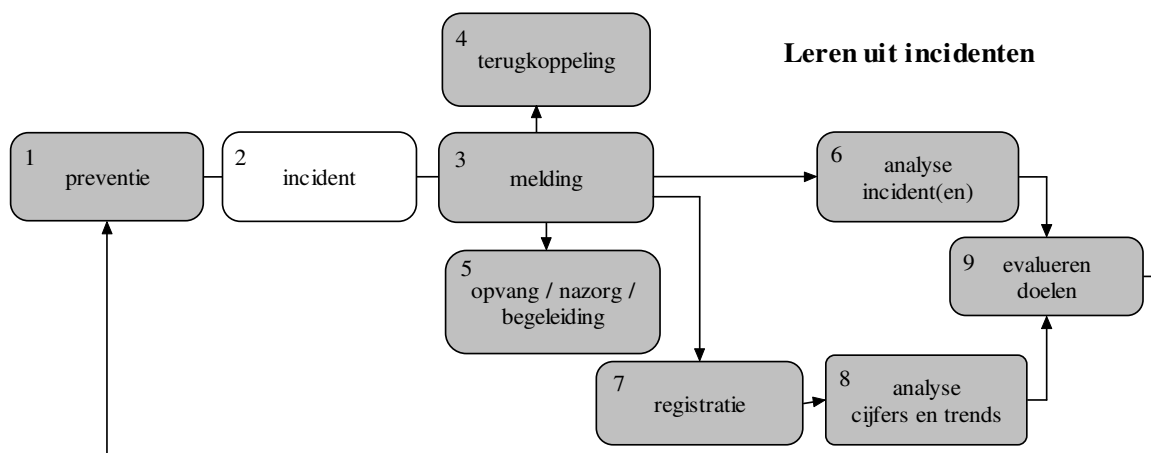 Leren uit incidenten
1
preventie
2
incident
3
melding
4
terugkoppeling
5
opvang / nazorg /
begeleiding
6
analyse
incident(en)
7
registratie
8
analyse
cijfers en trends
9
evalueren
doelen